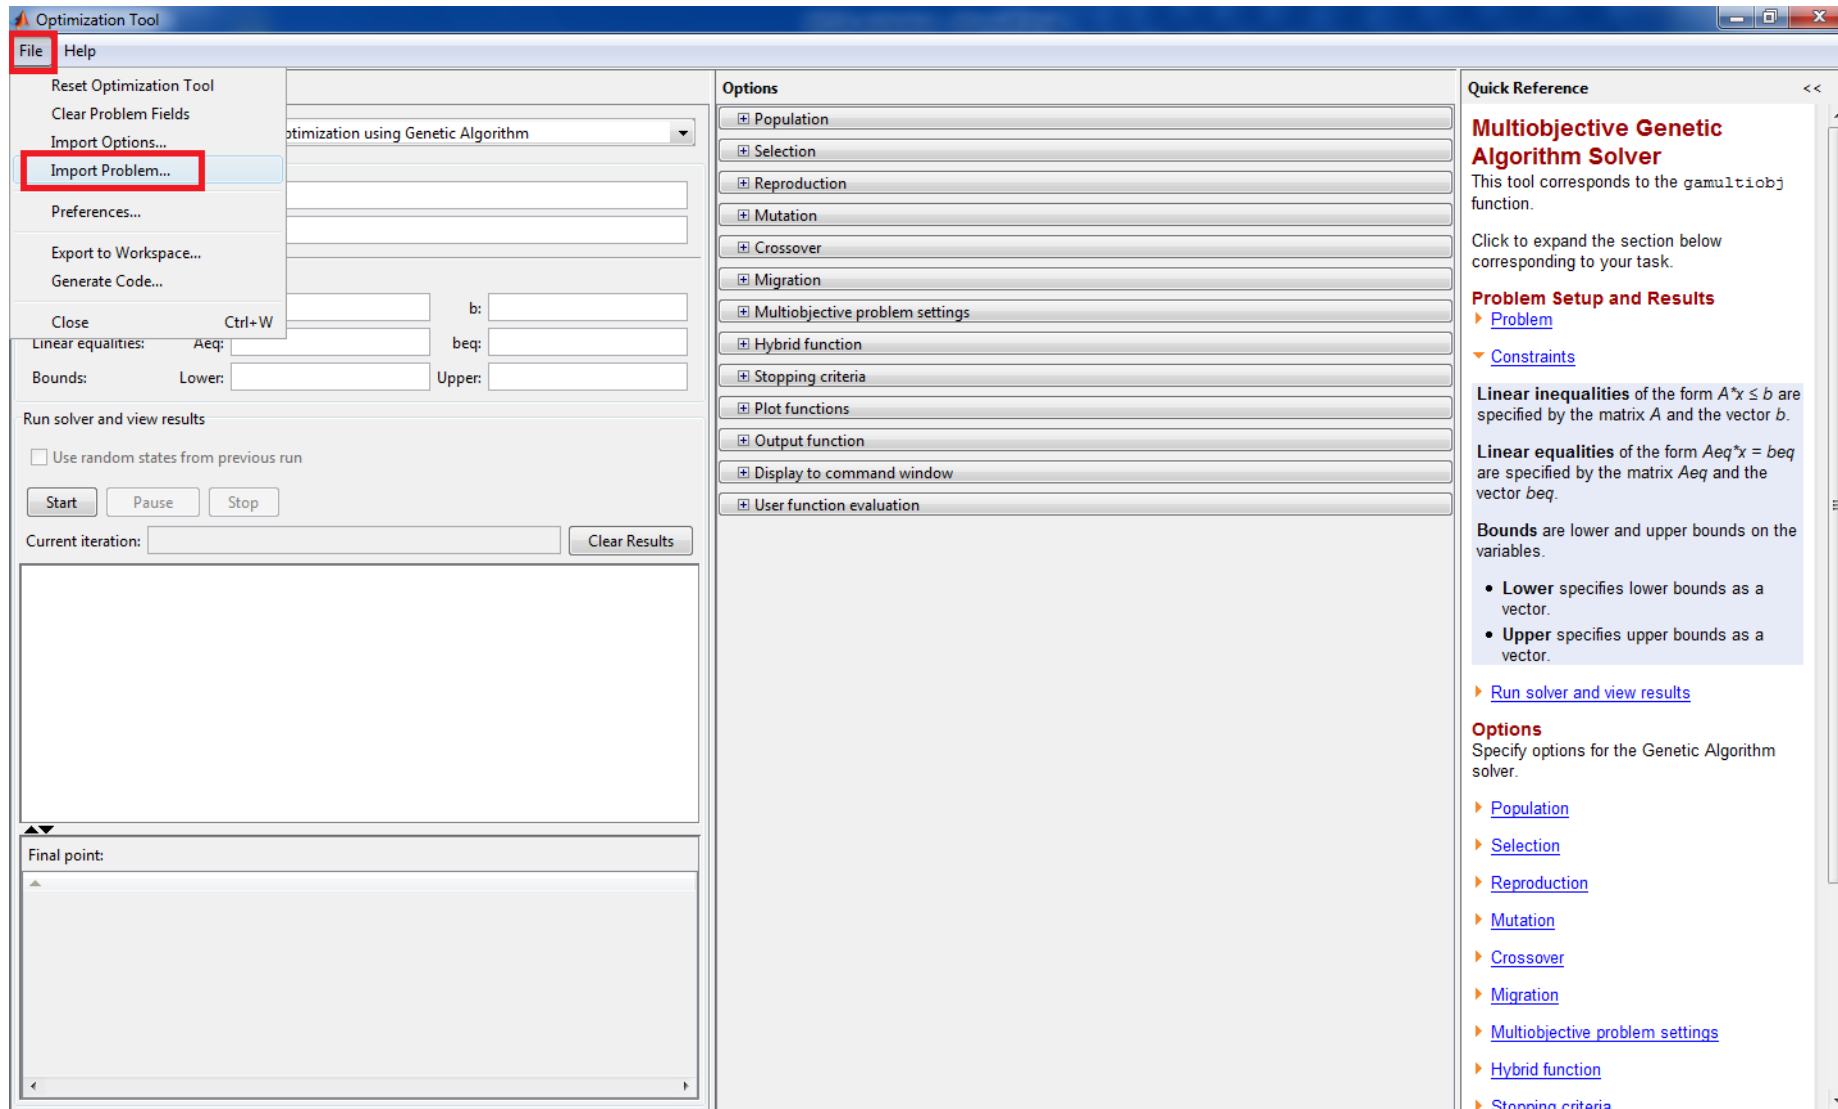 Optimization Tool
File Help
Reset Optimization Tool
Clear Problem Fields
Import Options...
Import Problem...
Preferences...
Export to Workspace...
Generate Code...
Close Ctrl+W
timization using Genetic Algorithm
b:
Linear equalities: Aeq: beq:
Bounds: Lower: Upper:
Run solver and view results
Use random states from previous run
Start Pause Stop
Current iteration: Clear Results
Final point:
Options
Population
Selection
Reproduction
Mutation
Crossover
Migration
Multiobjective problem settings
Hybrid function
Stopping criteria
Plot functions
Output function
Display to command window
User function evaluation
Quick Reference <<
Multiobjective Genetic
Algorithm Solver
This tool corresponds to the gamultiobj
function.
Click to expand the section below
corresponding to your task.
Problem Setup and Results
Problem
Constraints
Linear inequalities of the form A*x ≤ b are
specified by the matrix A and the vector b.
Linear equalities of the form Aeq*x = beq
are specified by the matrix Aeq and the
vector beq.
Bounds are lower and upper bounds on the
variables.
• Lower specifies lower bounds as a
vector.
• Upper specifies upper bounds as a
vector.
Run solver and view results
Options
Specify options for the Genetic Algorithm
solver.
Population
Selection
Reproduction
Mutation
Crossover
Migration
Multiobjective problem settings
Hybrid function
Stopping criteria